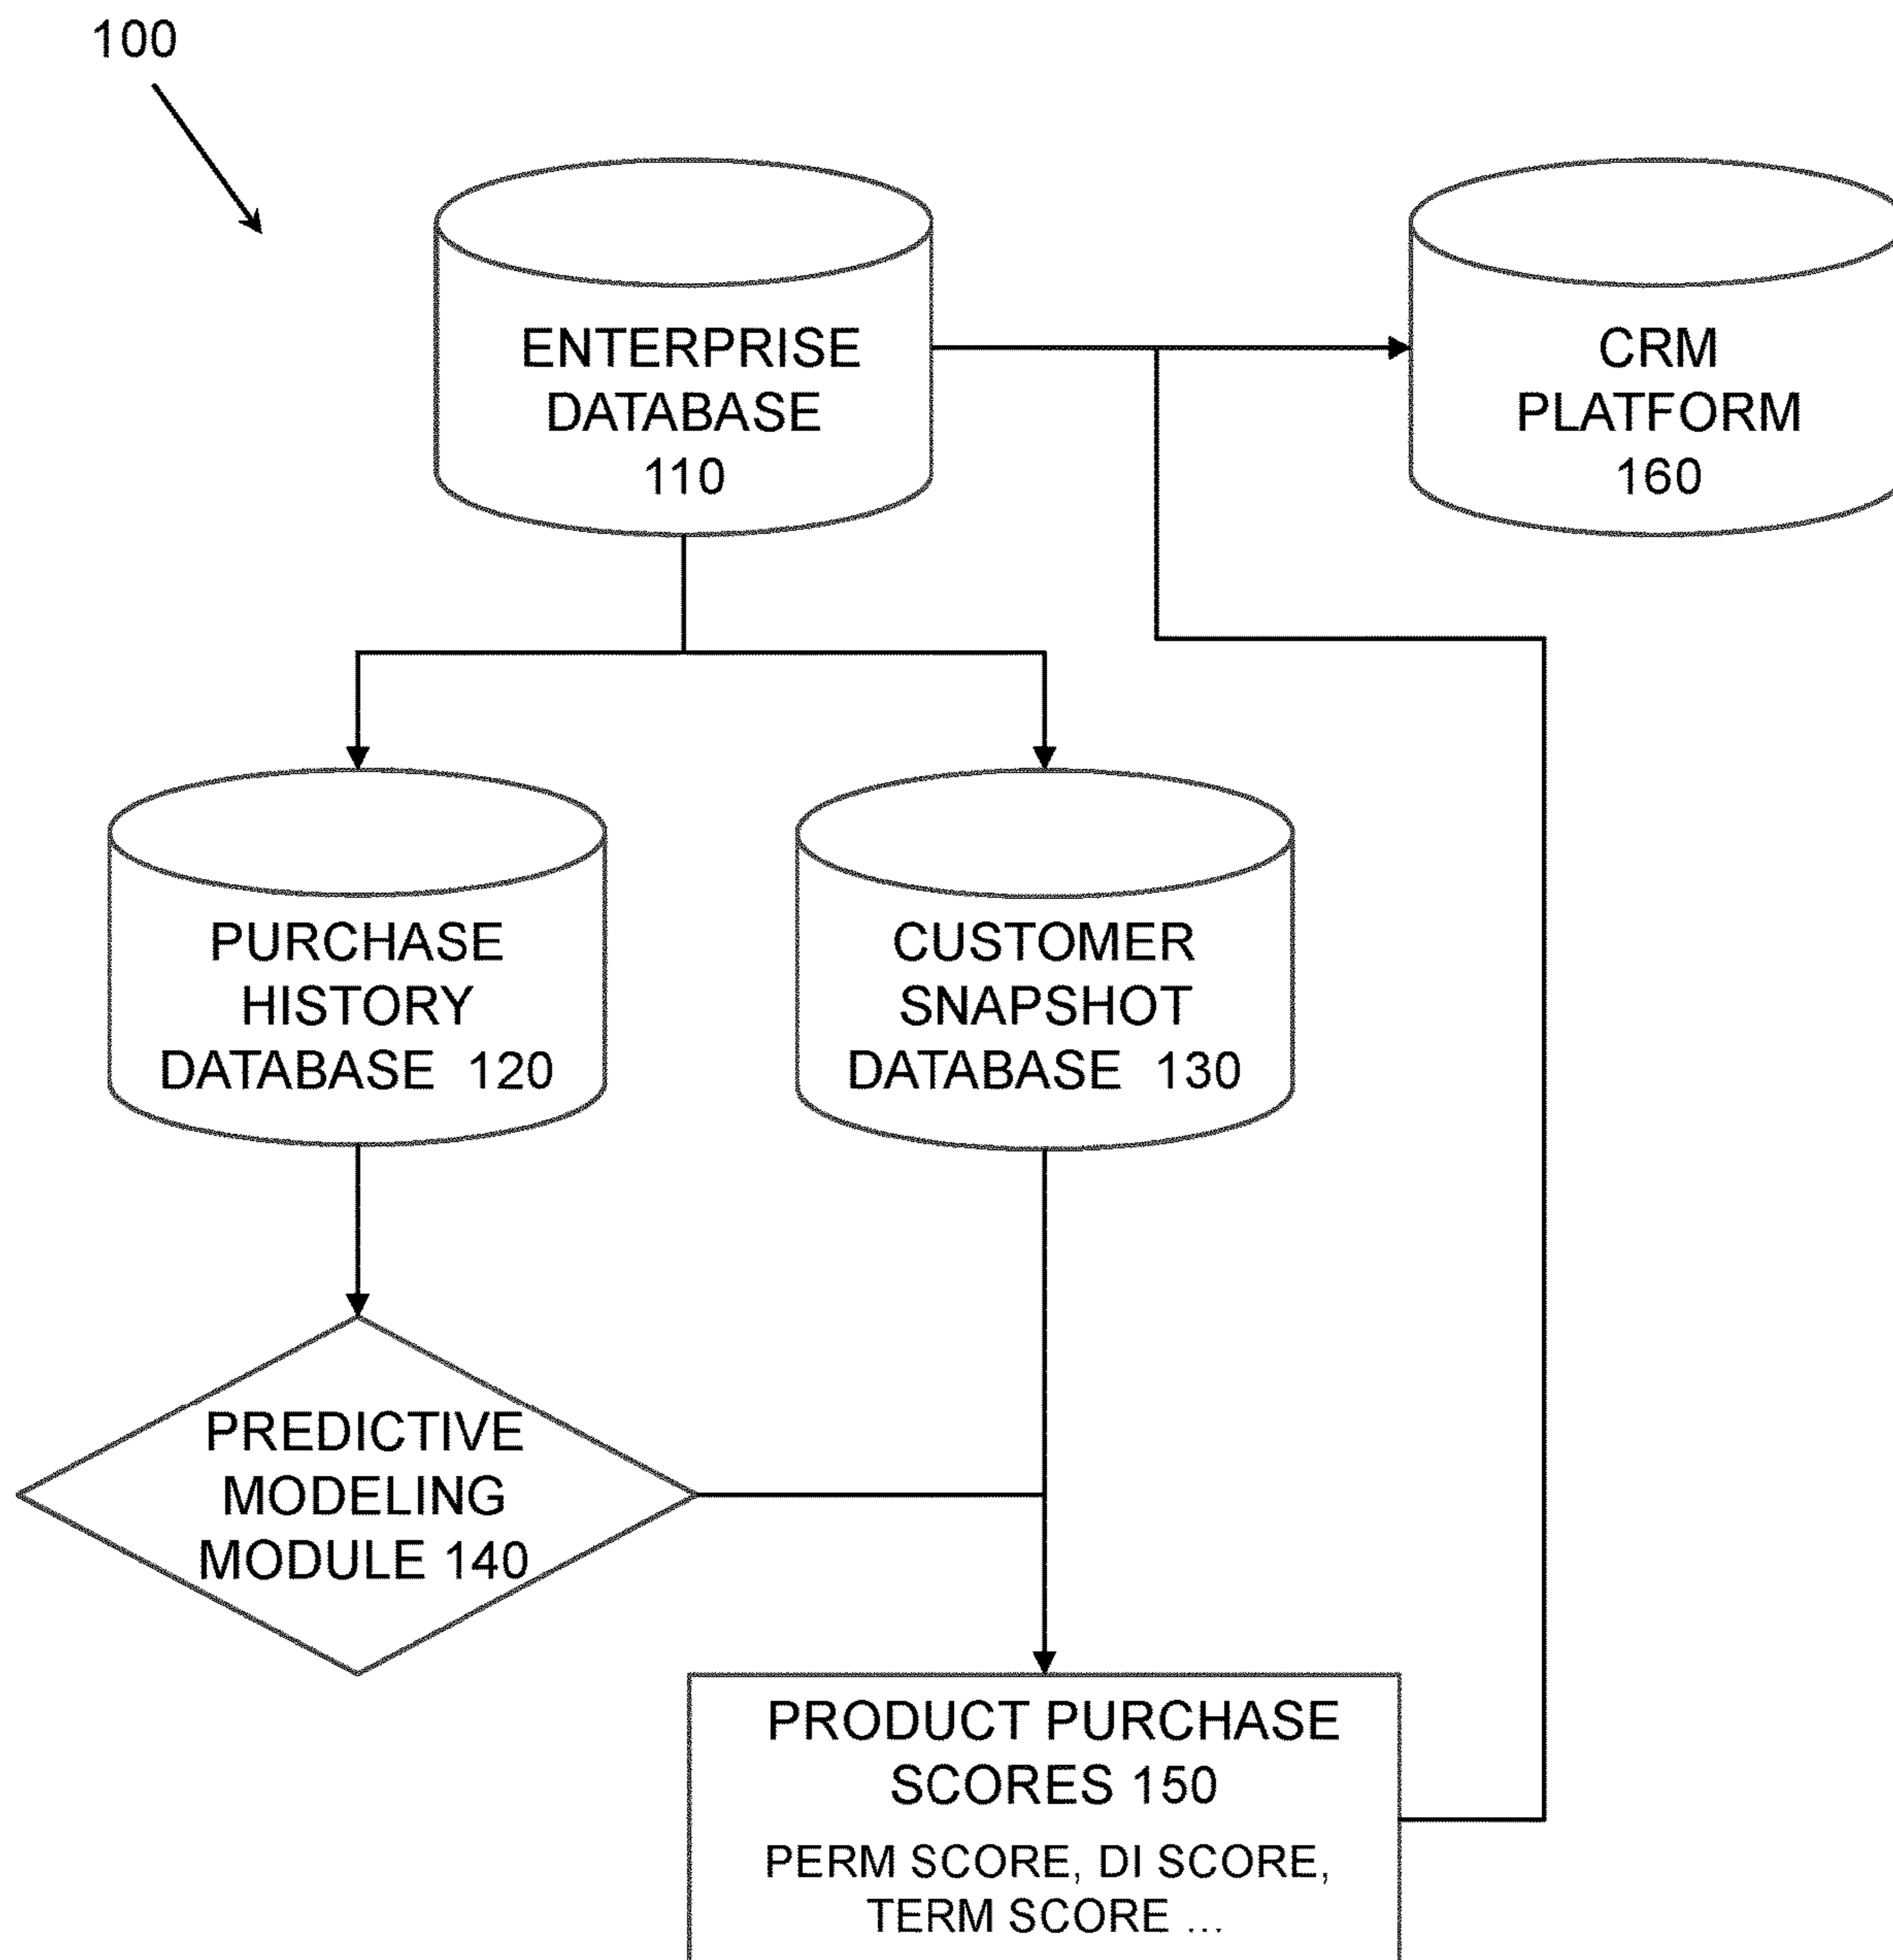 100
ENTERPRISE
DATABASE
110
CRM
PLATFORM
160
PURCHASE
HISTORY
DATABASE 120
CUSTOMER
SNAPSHOT
DATABASE 130
PREDICTIVE
MODELING
MODULE 140
PRODUCT PURCHASE
SCORES 150
PERM SCORE, DI SCORE,
TERM SCORE ...